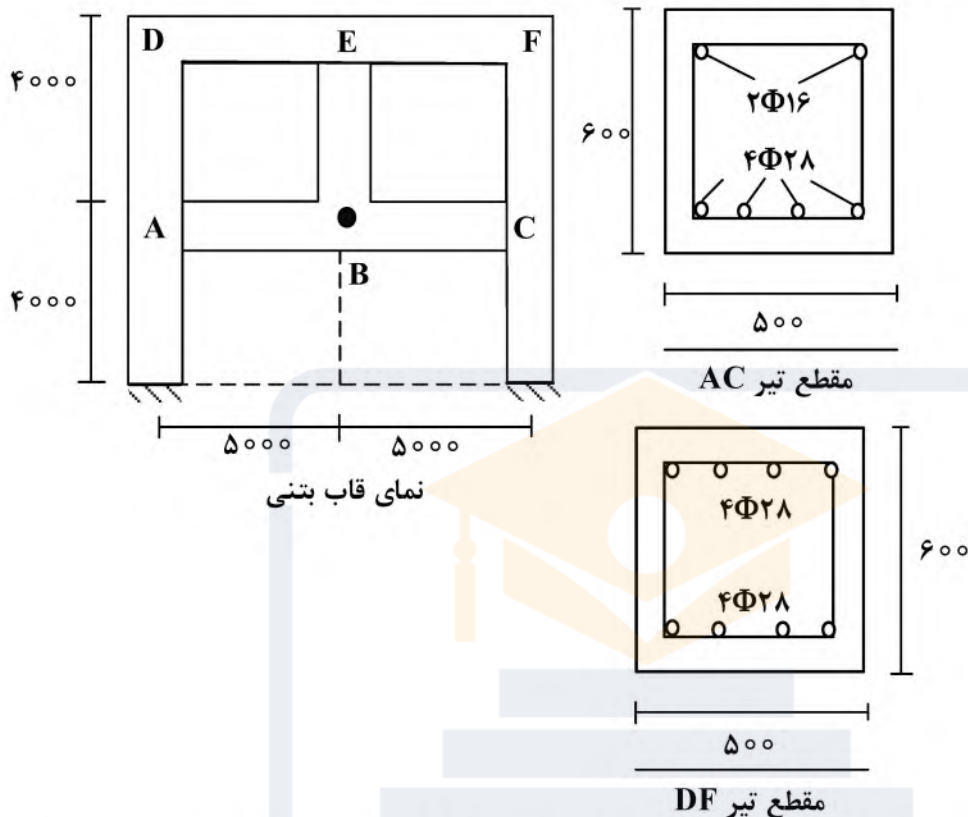 D E F
۴۰۰۰
A C
B
۴۰۰۰
۵۰۰۰ ۵۰۰۰
نمای قاب بتنی
۲Φ۱۶
۶۰۰
۴Φ۲۸
۵۰۰
مقطع تیر AC
۴Φ۲۸
۶۰۰
۴Φ۲۸
۵۰۰
مقطع تیر DF